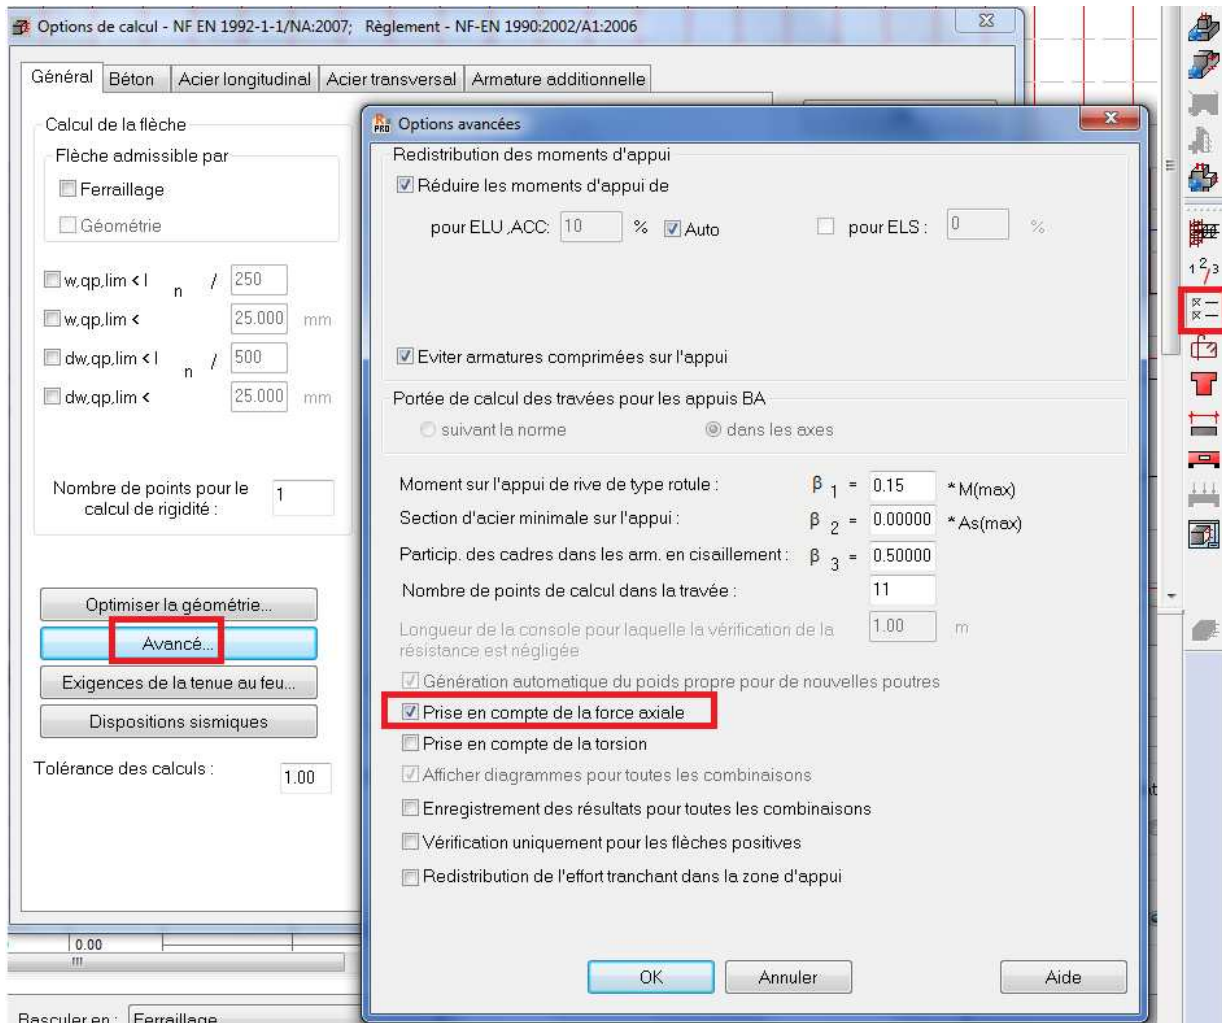 Options de calcul - NF EN 1992-1-1/NA:2007; Règlement - NF-EN 1990:2002/A1:2006
Général Béton Acier longitudinal Acier transversal Armature additionnelle
Calcul de la flèche
Flèche admissible par
Ferraillage
Géométrie
w,qp,lim < l n / 250
w,qp,lim < 25.000 mm
dw,qp,lim < l n / 500
dw,qp,lim < 25.000 mm
Nombre de points pour le
calcul de rigidité : 1
Optimiser la géométrie...
Avancé...
Exigences de la tenue au feu...
Dispositions sismiques
Tolérance des calculs : 1.00
0.00
Basculer en : Ferraillage
PRO Options avancées
Redistribution des moments d'appui
Réduire les moments d'appui de
pour ELU ,ACC: 10 % Auto pour ELS : 0 %
Eviter armatures comprimées sur l'appui
Portée de calcul des travées pour les appuis BA
suivant la norme dans les axes
Moment sur l'appui de rive de type rotule : β 1 = 0.15 * M(max)
Section d'acier minimale sur l'appui : β 2 = 0.00000 * As(max)
Particip. des cadres dans les arm. en cisaillement : β 3 = 0.50000
Nombre de points de calcul dans la travée : 11
Longueur de la console pour laquelle la vérification de la 1.00 m
résistance est négligée
Génération automatique du poids propre pour de nouvelles poutres
Prise en compte de la force axiale
Prise en compte de la torsion
Afficher diagrammes pour toutes les combinaisons
Enregistrement des résultats pour toutes les combinaisons
Vérification uniquement pour les flèches positives
Redistribution de l'effort tranchant dans la zone d'appui
OK Annuler Aide
1 2/3